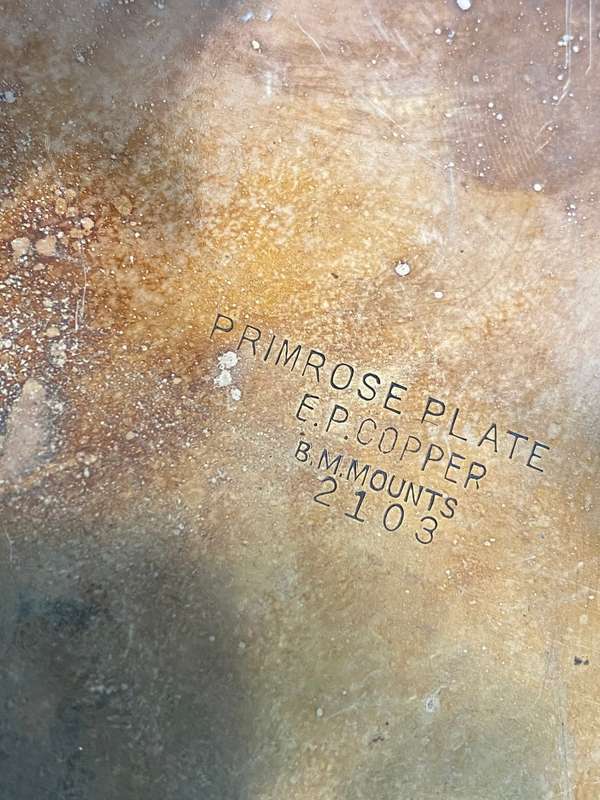 PRIMROSE PLATE
E.P.COPPER
B.M.MOUNTS
2103